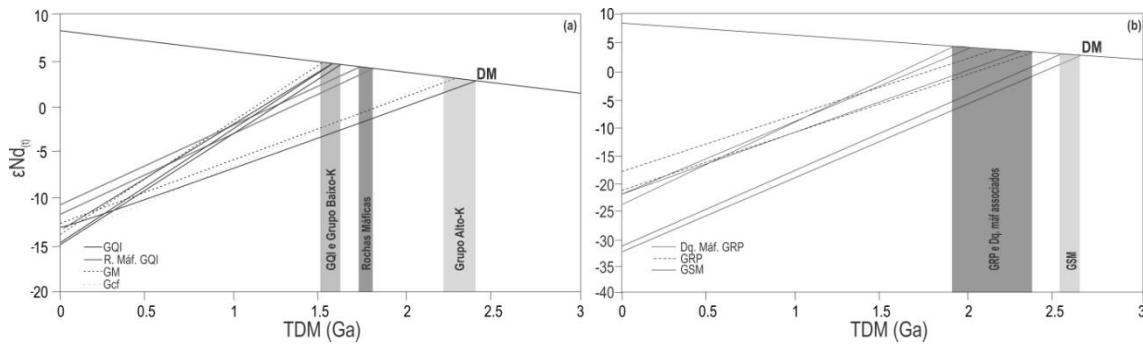 (a)
10
5
0
-5
-10
-15
-20
εNd(t)
DM
GQI e Grupo Baixo-K
Rochas Máficas
Grupo Alto-K
GQI
R. Máf. GQI
GM
Gcf
0
0.5
1
1.5
2
2.5
3
TDM (Ga)
(b)
10
5
0
-5
-10
-15
-20
-25
-30
-35
-40
DM
GRP e Dq. máf associados
GSM
Dq. Máf. GRP
GRP
GSM
0
0.5
1
1.5
2
2.5
3
TDM (Ga)